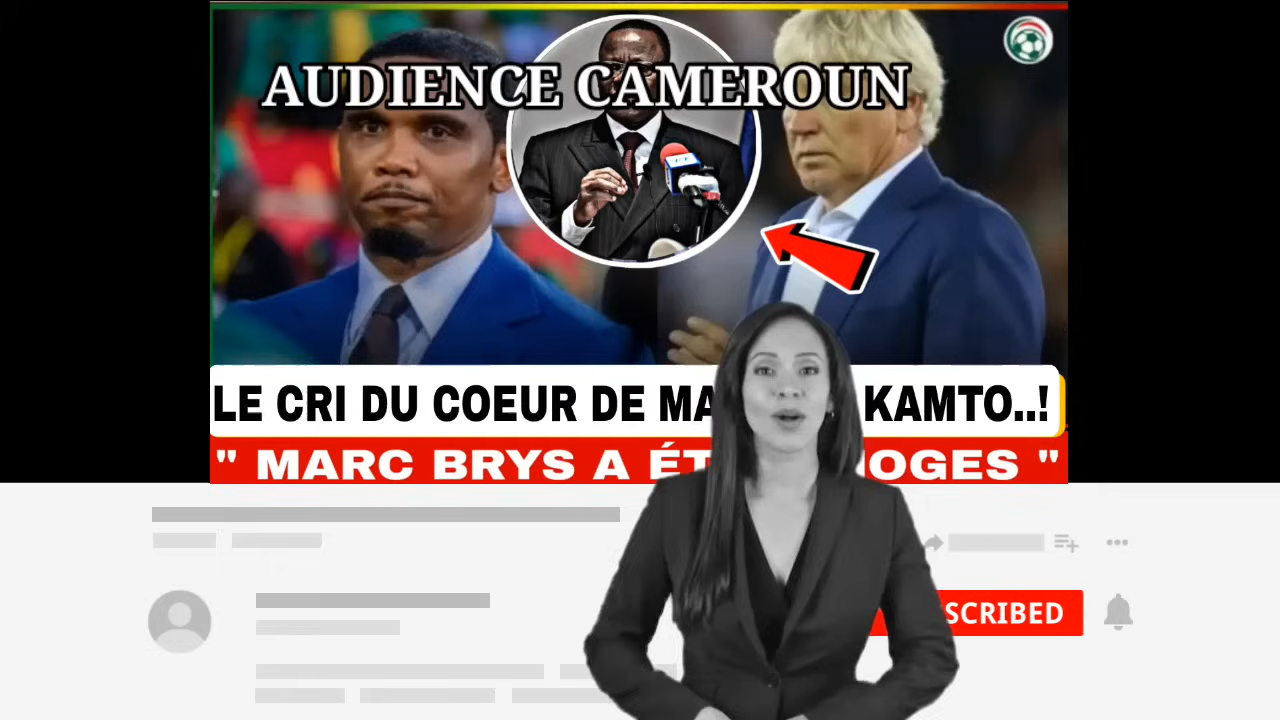 AUDIENCE CAMEROUN
LE CRI DU COEUR DE MA KAMTO..!
" MARC BRYS A ÉT OGES "
SCRIBED